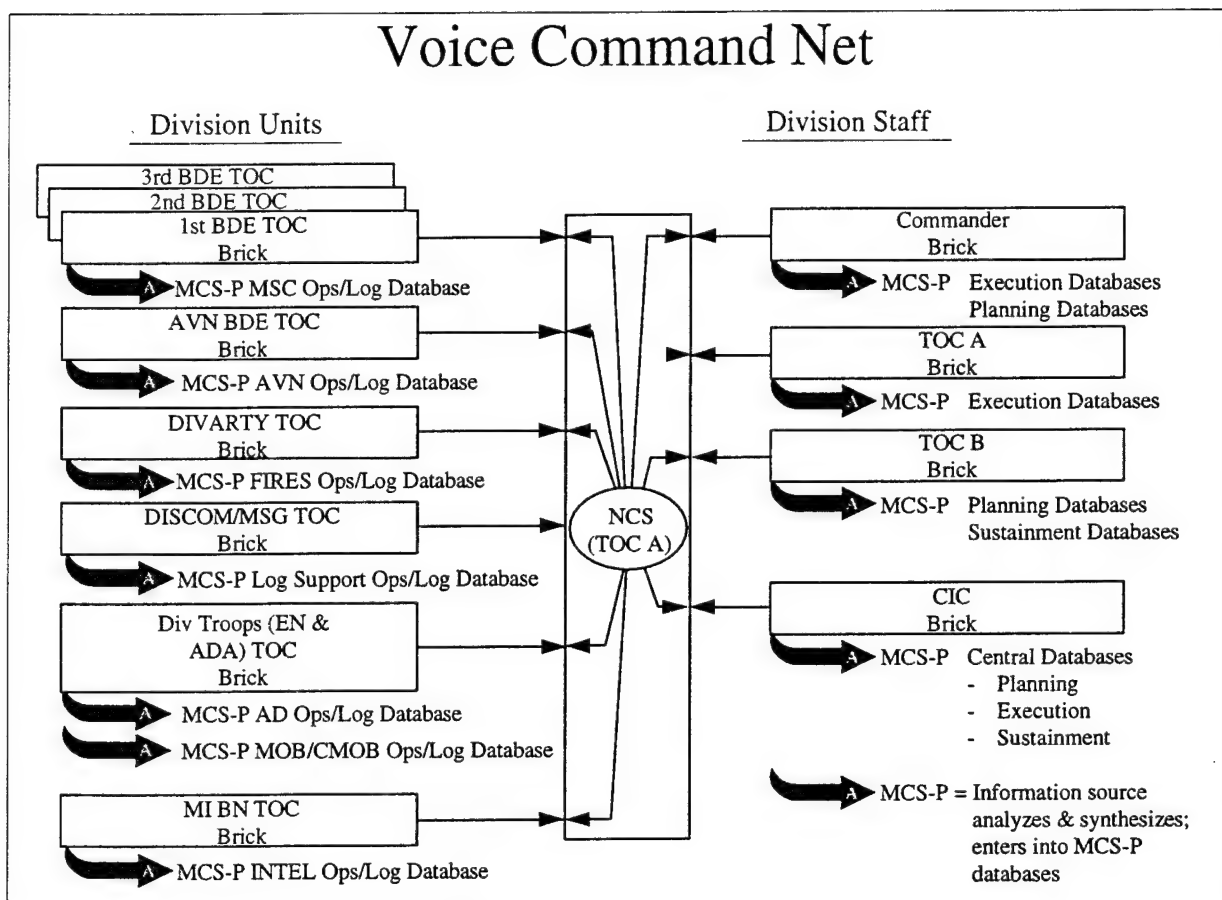 Voice Command Net
Division Units
3rd BDE TOC
2nd BDE TOC
1st BDE TOC
Brick
A MCS-P MSC Ops/Log Database
AVN BDE TOC
Brick
A MCS-P AVN Ops/Log Database
DIVARTY TOC
Brick
A MCS-P FIRES Ops/Log Database
DISCOM/MSG TOC
Brick
A MCS-P Log Support Ops/Log Database
Div Troops (EN &
ADA) TOC
Brick
A MCS-P AD Ops/Log Database
A MCS-P MOB/CMOB Ops/Log Database
MI BN TOC
Brick
A MCS-P INTEL Ops/Log Database
NCS
(TOC A)
Division Staff
Commander
Brick
A MCS-P Execution Databases
Planning Databases
TOC A
Brick
A MCS-P Execution Databases
TOC B
Brick
A MCS-P Planning Databases
Sustainment Databases
CIC
Brick
A MCS-P Central Databases
- Planning
- Execution
- Sustainment
A MCS-P = Information source
analyzes & synthesizes;
enters into MCS-P
databases